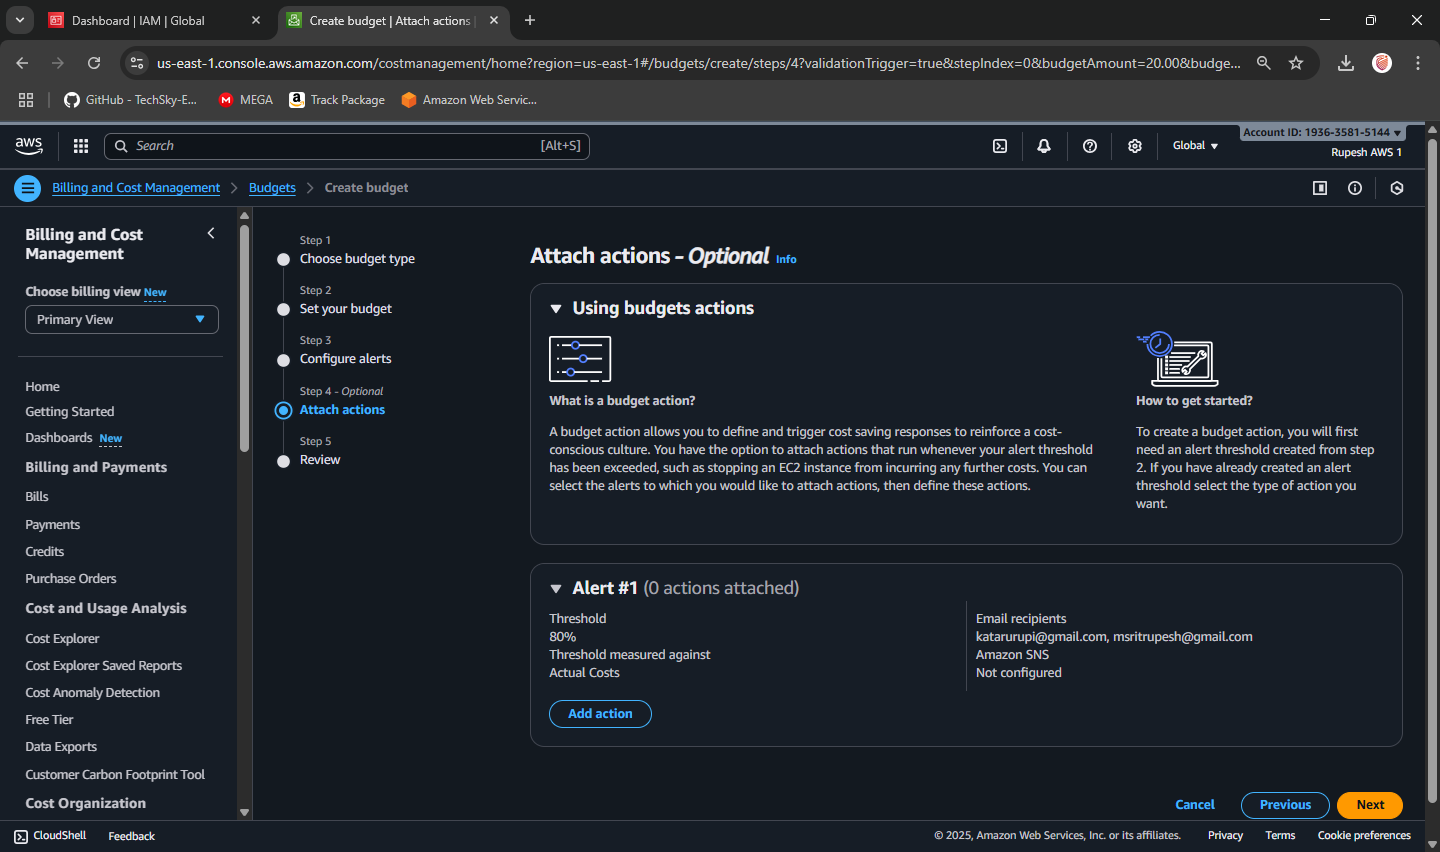 Dashboard | IAM | Global
Create budget | Attach actions |
us-east-1.console.aws.amazon.com/costmanagement/home?region=us-east-1#/budgets/create/steps/4?validationTrigger=true&stepIndex=0&budgetAmount=20.00&budge...
GitHub - TechSky-E...
MEGA
Track Package
Amazon Web Servic...
aws
Search
[Alt+S]
Global
Account ID: 1936-3581-5144
Rupesh AWS 1
Billing and Cost Management
Budgets
Create budget
Billing and Cost
Management
Choose billing view New
Primary View
Home
Getting Started
Dashboards New
Billing and Payments
Bills
Payments
Credits
Purchase Orders
Cost and Usage Analysis
Cost Explorer
Cost Explorer Saved Reports
Cost Anomaly Detection
Free Tier
Data Exports
Customer Carbon Footprint Tool
Cost Organization
Step 1
Choose budget type
Step 2
Set your budget
Step 3
Configure alerts
Step 4 - Optional
Attach actions
Step 5
Review
Attach actions - Optional Info
Using budgets actions
What is a budget action?
A budget action allows you to define and trigger cost saving responses to reinforce a cost-
conscious culture. You have the option to attach actions that run whenever your alert threshold
has been exceeded, such as stopping an EC2 instance from incurring any further costs. You can
select the alerts to which you would like to attach actions, then define these actions.
How to get started?
To create a budget action, you will first
need an alert threshold created from step
2. If you have already created an alert
threshold select the type of action you
want.
Alert #1 (0 actions attached)
Threshold
80%
Threshold measured against
Actual Costs
Email recipients
katarurupi@gmail.com, msritrupesh@gmail.com
Amazon SNS
Not configured
Add action
Cancel
Previous
Next
CloudShell
Feedback
© 2025, Amazon Web Services, Inc. or its affiliates.
Privacy
Terms
Cookie preferences